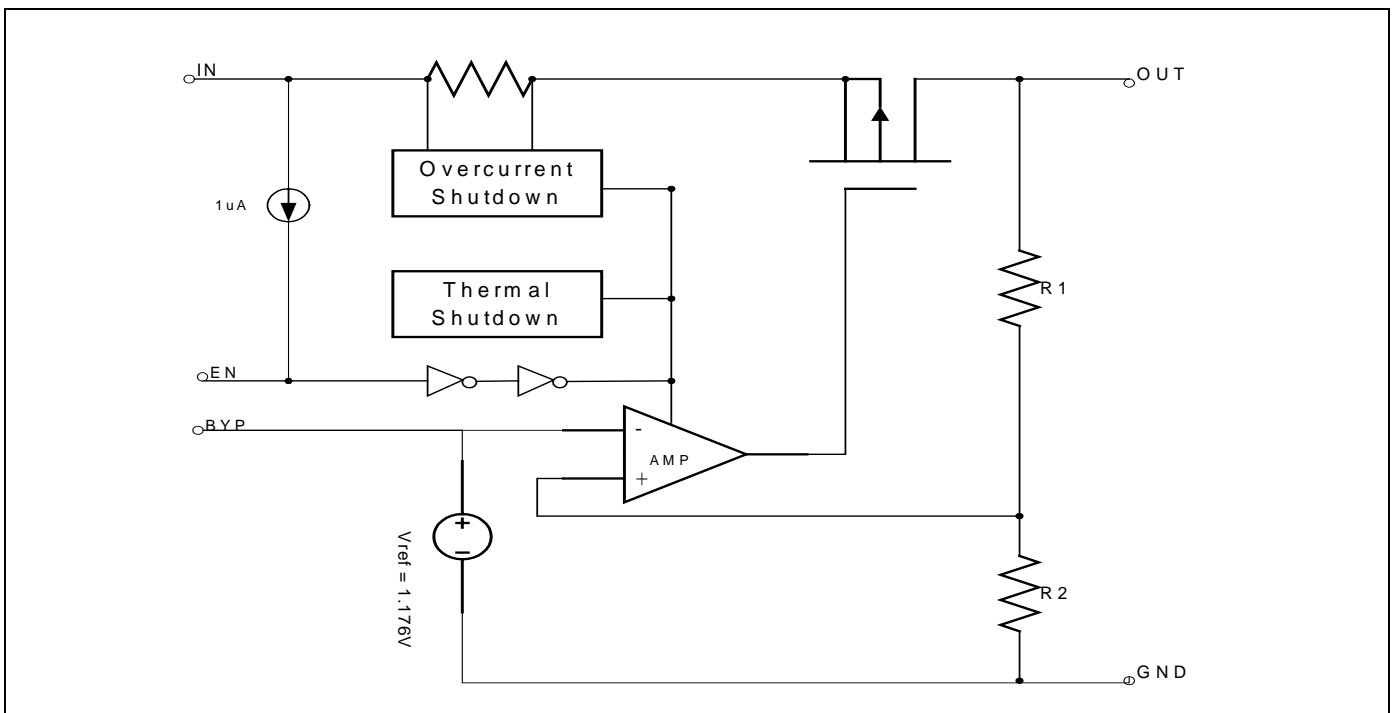 IN
OUT
Overcurrent
Shutdown
1uA
Thermal
Shutdown
R1
EN
BYP
-
AMP
+
+
−
Vref = 1.176V
R2
GND